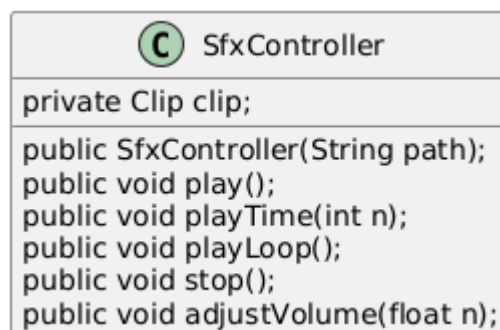 C SfxController
private Clip clip;
public SfxController(String path);
public void play();
public void playTime(int n);
public void playLoop();
public void stop();
public void adjustVolume(float n);